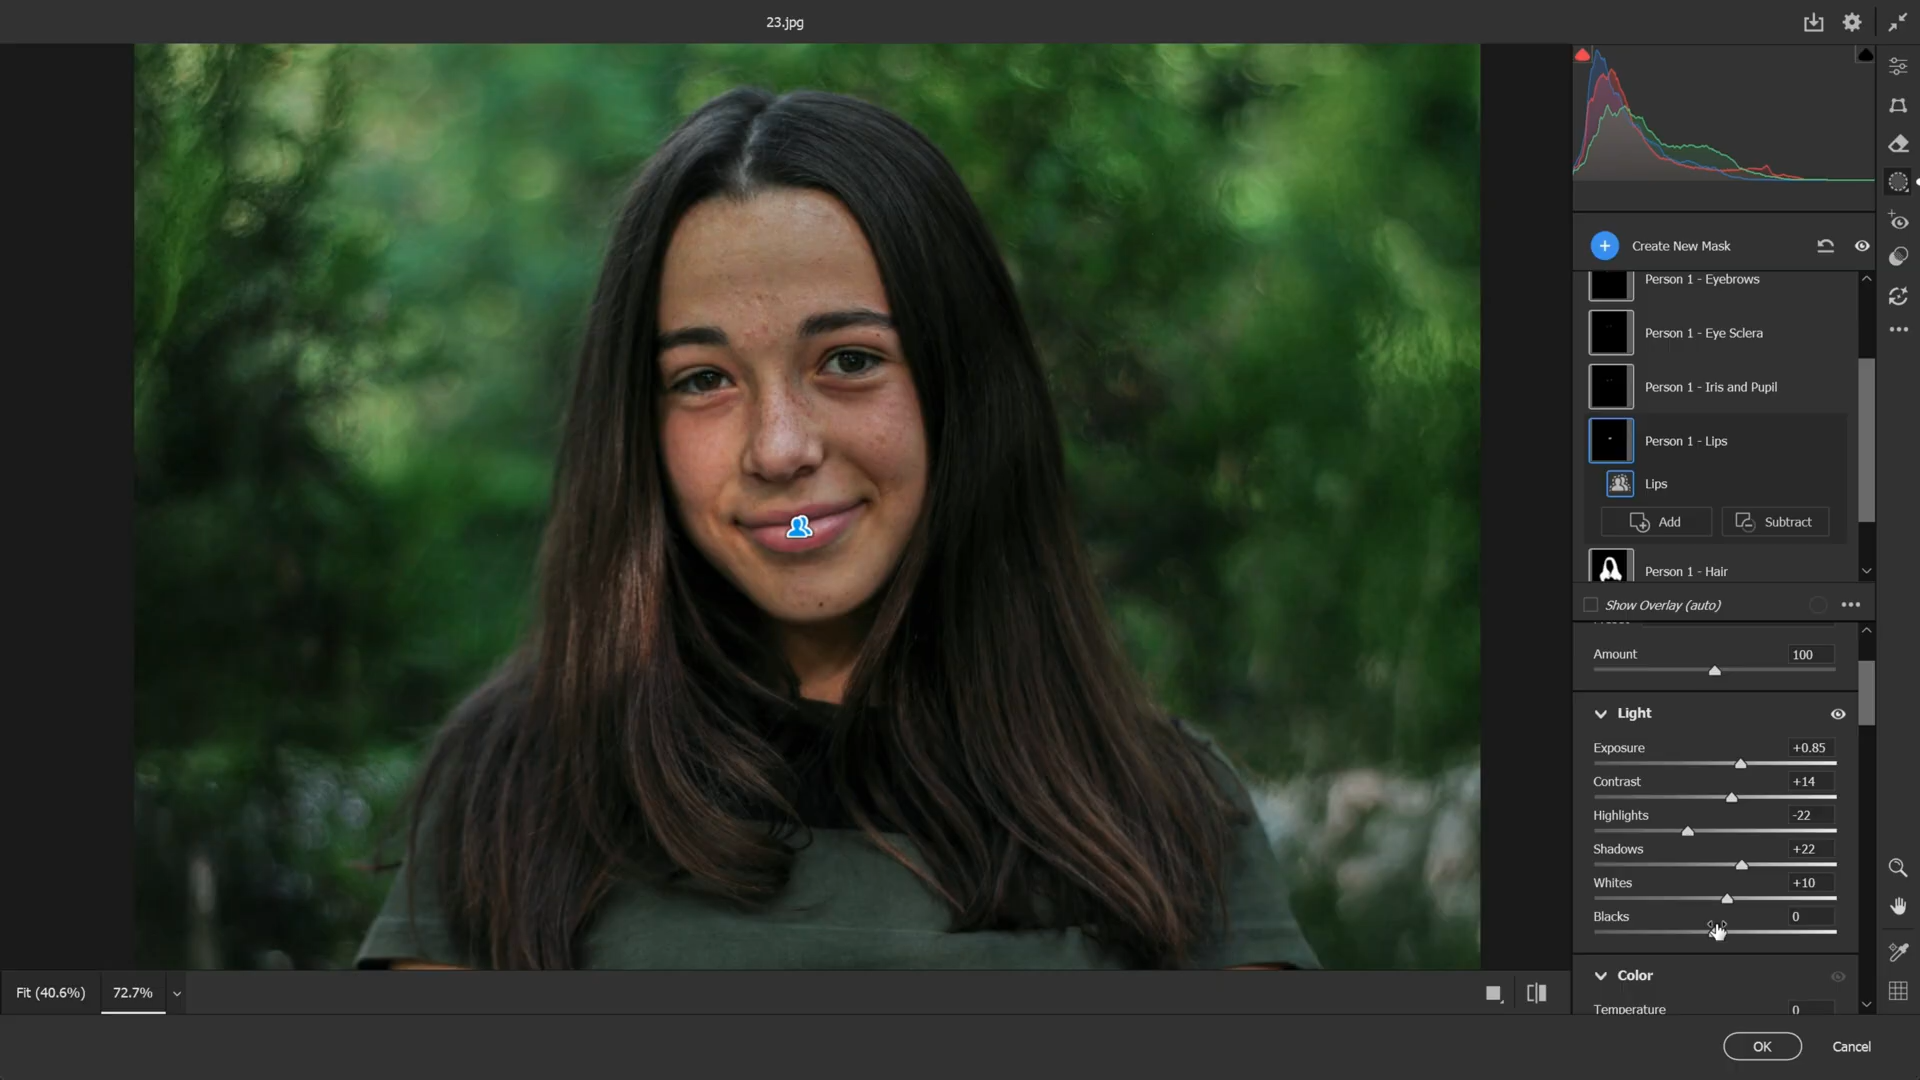 23.jpg
Create New Mask
Person 1 - Eyebrows
Person 1 - Eye Sclera
Person 1 - Iris and Pupil
Person 1 - Lips
Lips
Add
Subtract
Person 1 - Hair
Show Overlay (auto)
Amount
100
Light
Exposure
+0.85
Contrast
+14
Highlights
-22
Shadows
+22
Whites
+10
Blacks
0
Color
Temperature
0
Fit (40.6%)
72.7%
OK
Cancel